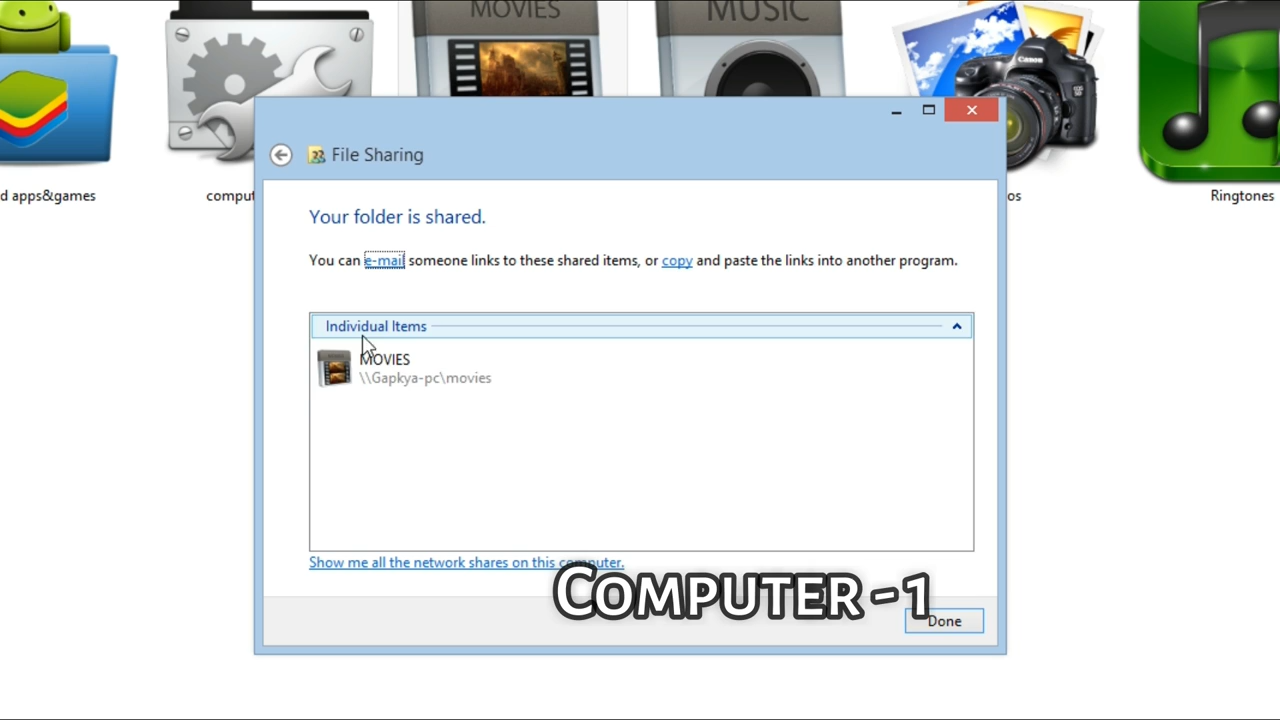 MOVIES
MUSIC
Canon
d apps&games
comput
os
Ringtones
File Sharing
Your folder is shared.
You can e-mail someone links to these shared items, or copy and paste the links into another program.
Individual Items
MOVIES
\\Gapkya-pc\movies
Show me all the network shares on this computer.
COMPUTER -1
Done